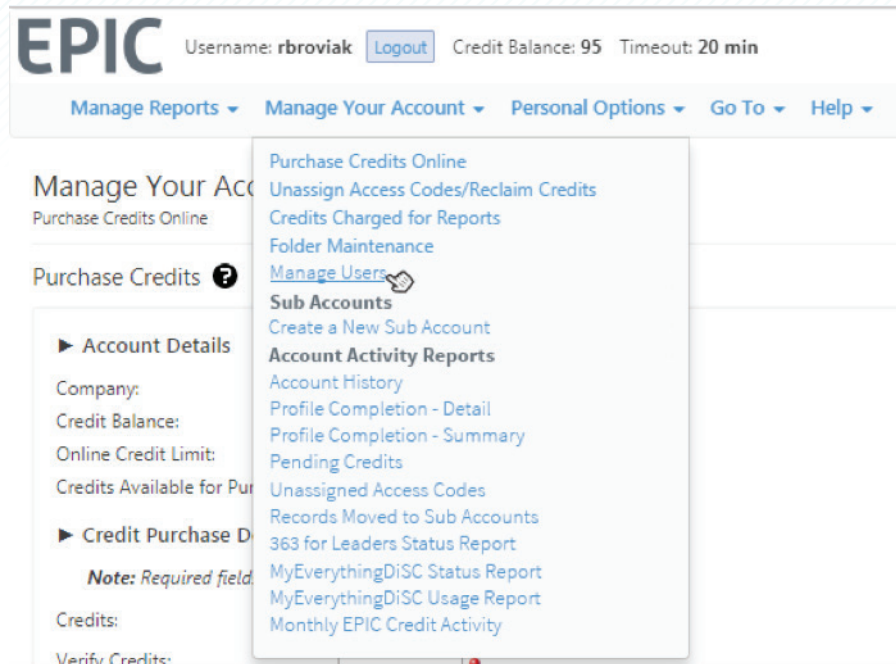 EPIC Username: rbroviak Logout Credit Balance: 95 Timeout: 20 min
Manage Reports Manage Your Account Personal Options Go To Help
Purchase Credits Online
Unassign Access Codes/Reclaim Credits
Credits Charged for Reports
Folder Maintenance
Manage Users
Sub Accounts
Create a New Sub Account
Account Activity Reports
Account History
Profile Completion - Detail
Profile Completion - Summary
Pending Credits
Unassigned Access Codes
Records Moved to Sub Accounts
363 for Leaders Status Report
MyEverythingDiSC Status Report
MyEverythingDiSC Usage Report
Monthly EPIC Credit Activity
Manage Your Acc
Purchase Credits Online
Purchase Credits ?
Account Details
Company:
Credit Balance:
Online Credit Limit:
Credits Available for Pur
Credit Purchase D
Note: Required field
Credits:
Verify Credits: